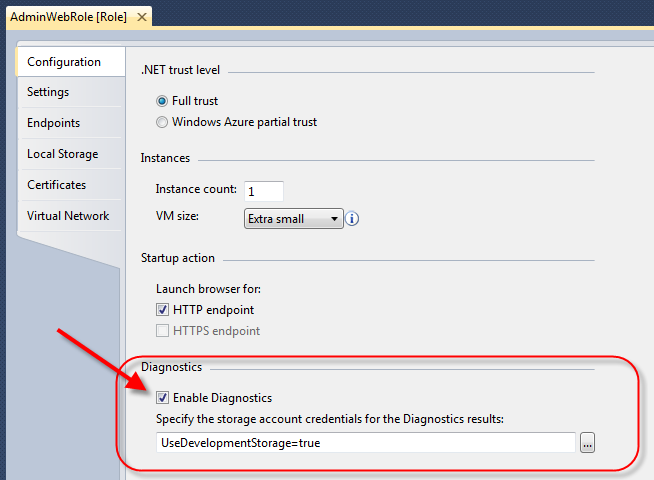 AdminWebRole [Role]
Configuration
Settings
Endpoints
Local Storage
Certificates
Virtual Network
.NET trust level
Full trust
Windows Azure partial trust
Instances
Instance count: 1
VM size: Extra small
Startup action
Launch browser for:
HTTP endpoint
HTTPS endpoint
Diagnostics
Enable Diagnostics
Specify the storage account credentials for the Diagnostics results:
UseDevelopmentStorage=true ...